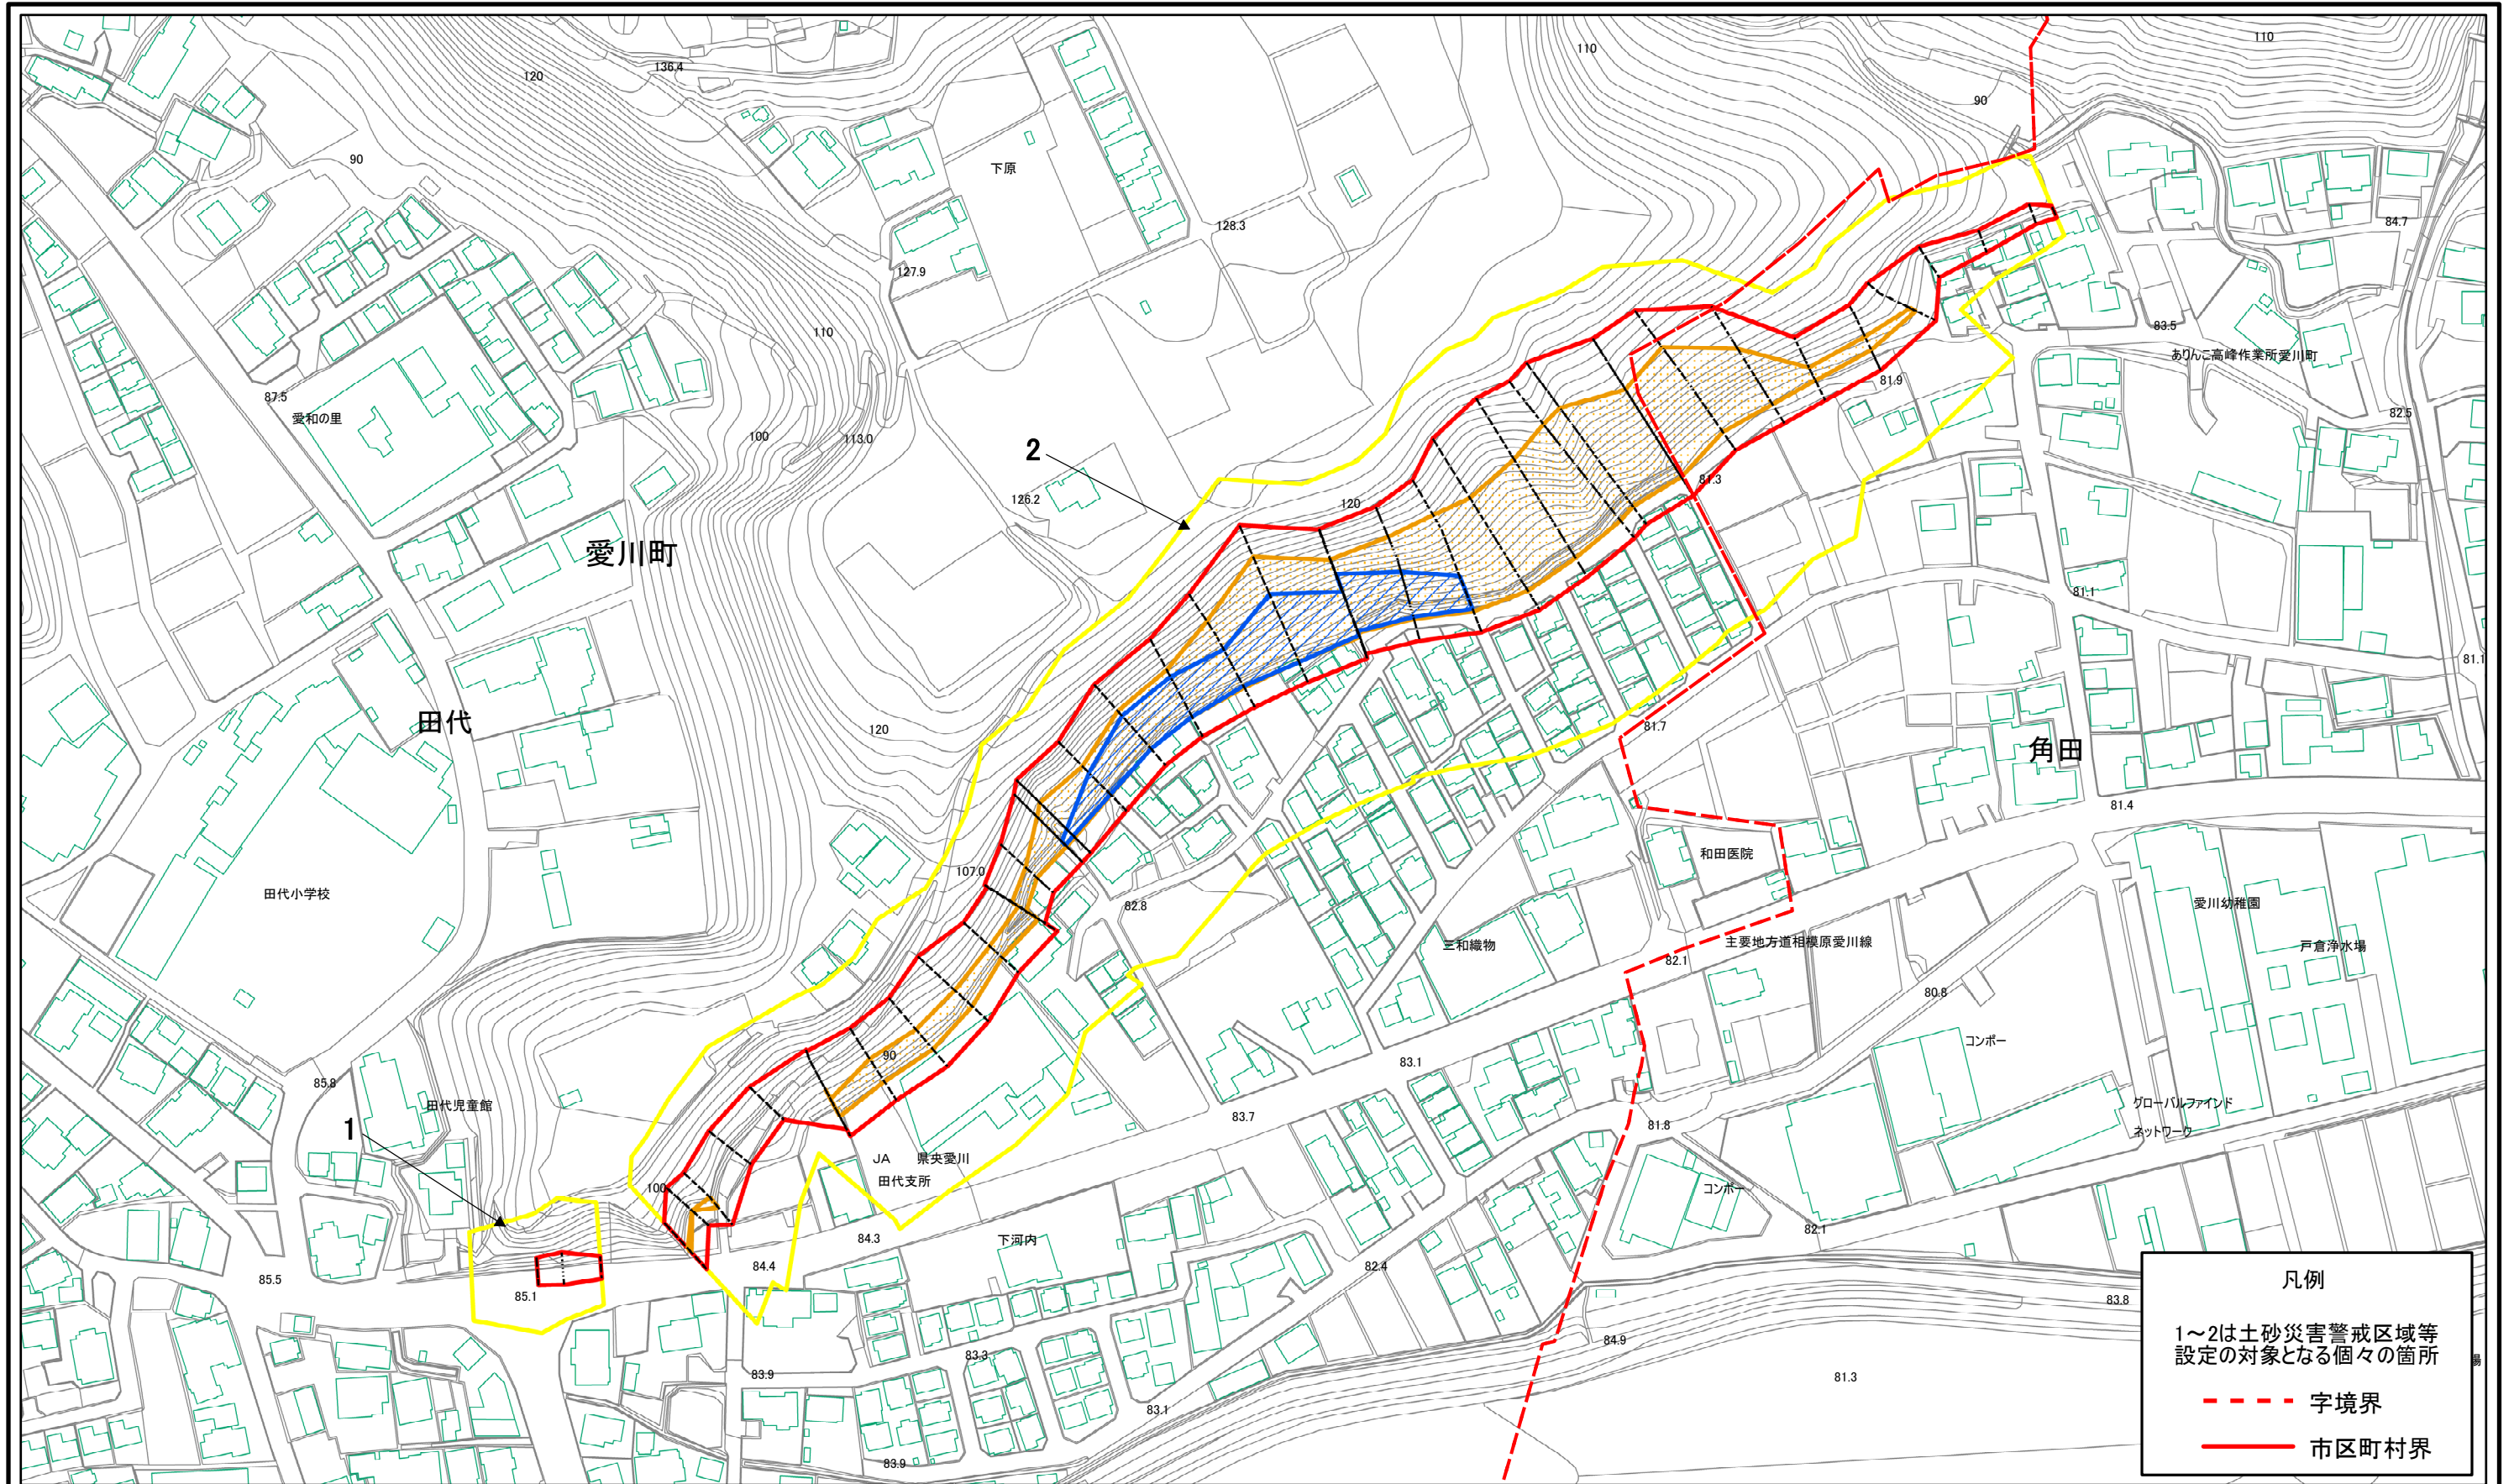 110
110
120
136.4
90
90
下原
84.7
128.3
127.9
83.5
110
ありんこ高峰作業所愛川町
81.9
87.5
愛和の里
82.5
100
113.0
2
81.3
126.2
120
愛川町
81.1
81.1
田代
120
81.7
角田
81.4
和田医院
107.0
田代小学校
82.8
愛川幼稚園
三和織物
主要地方道相模原愛川線
戸倉浄水場
82.1
80.8
コンポー
90
83.1
85.8
田代児童館
83.7
グローバルファインド
ネットワーク
81.8
1
JA 県央愛川
田代支所
100
コンポー
84.3
下河内
82.1
84.4
82.4
85.5
85.1
凡例
83.8
1～2は土砂災害警戒区域等
設定の対象となる個々の箇所
84.9
83.3
場
83.9
81.3
字境界
83.1
市区町村界
83.9